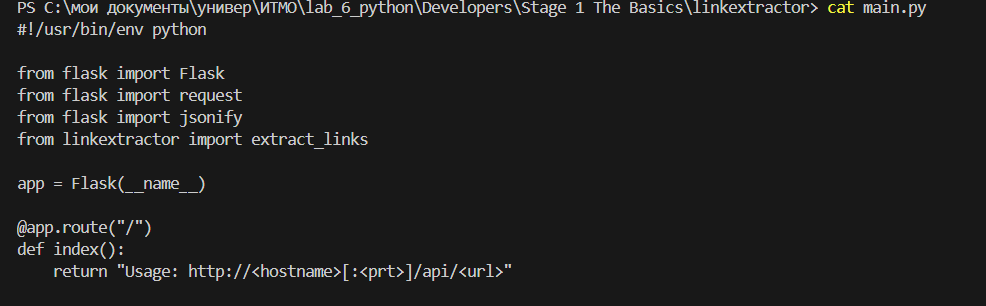 PS C:\мои документы\универ\ИТМО\lab_6_python\Developers\Stage 1 The Basics\linkextractor> cat main.py
#!/usr/bin/env python

from flask import Flask
from flask import request
from flask import jsonify
from linkextractor import extract_links

app = Flask(__name__)

@app.route("/")
def index():
    return "Usage: http://<hostname>[:<prt>]/api/<url>"